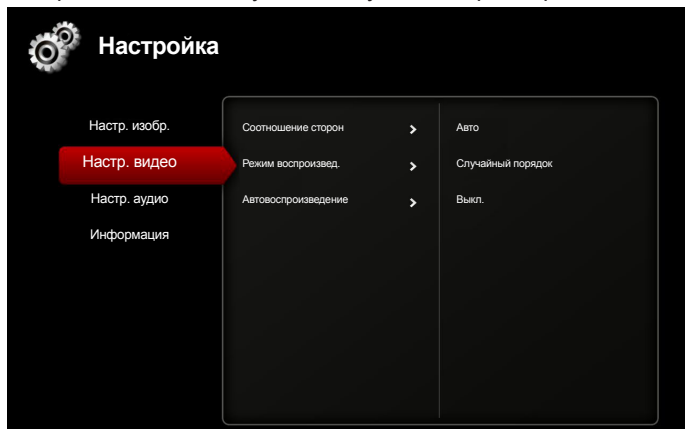 Настройка
Настр. изобр.
Настр. видео
Настр. аудио
Информация
Соотношение сторон
Авто
Режим воспроизвед.
Случайный порядок
Автовоспроизведение
Выкл.